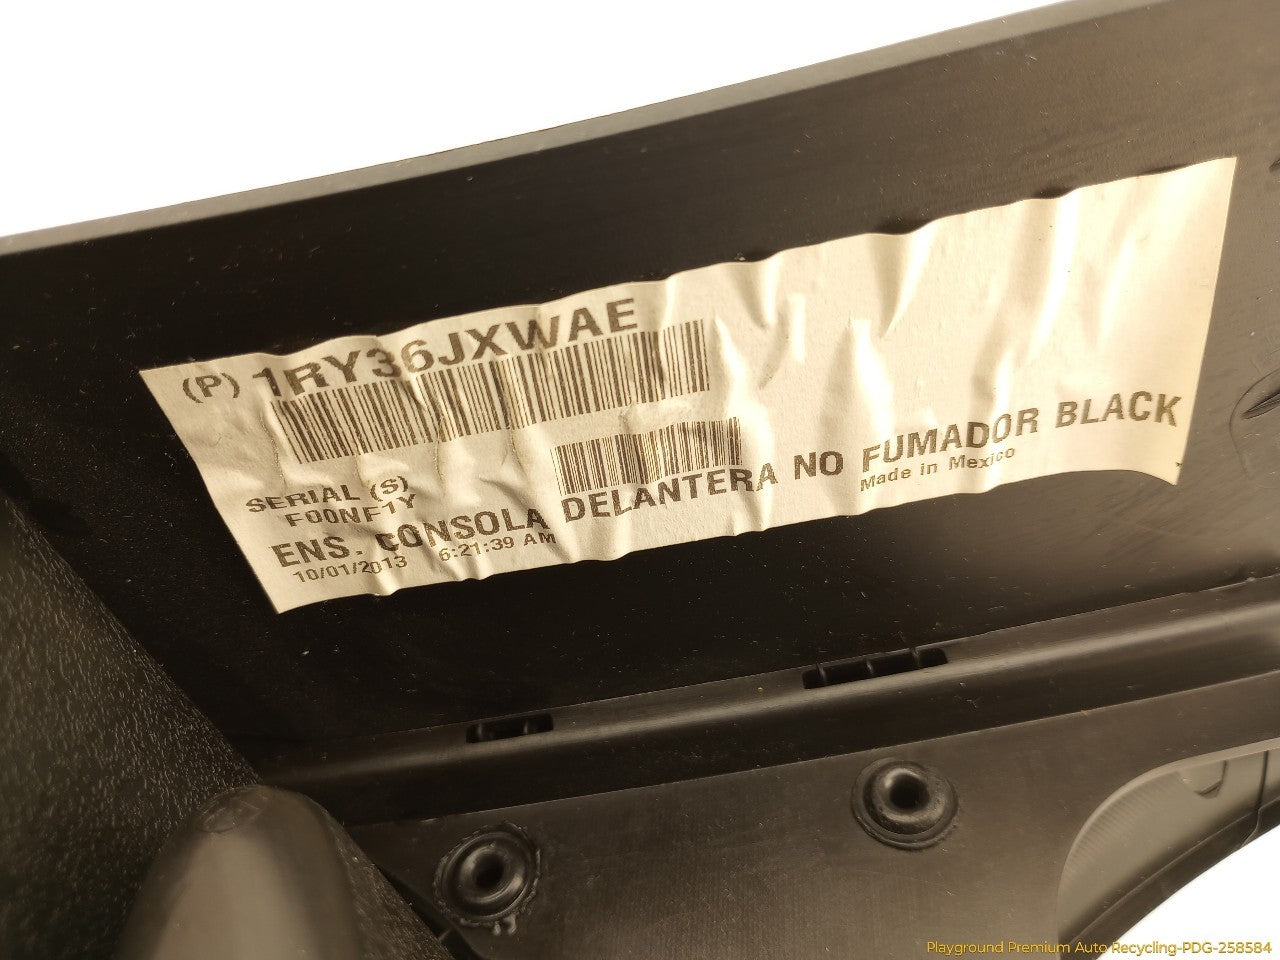 (P) 1RY36JXWAE
SERIAL (S)
F00NF1Y
ENS. CONSOLA DELANTERA NO FUMADOR BLACK
10/01/2013 6:21:39 AM
Made in Mexico
Playground Premium Auto Recycling-PDG-258584